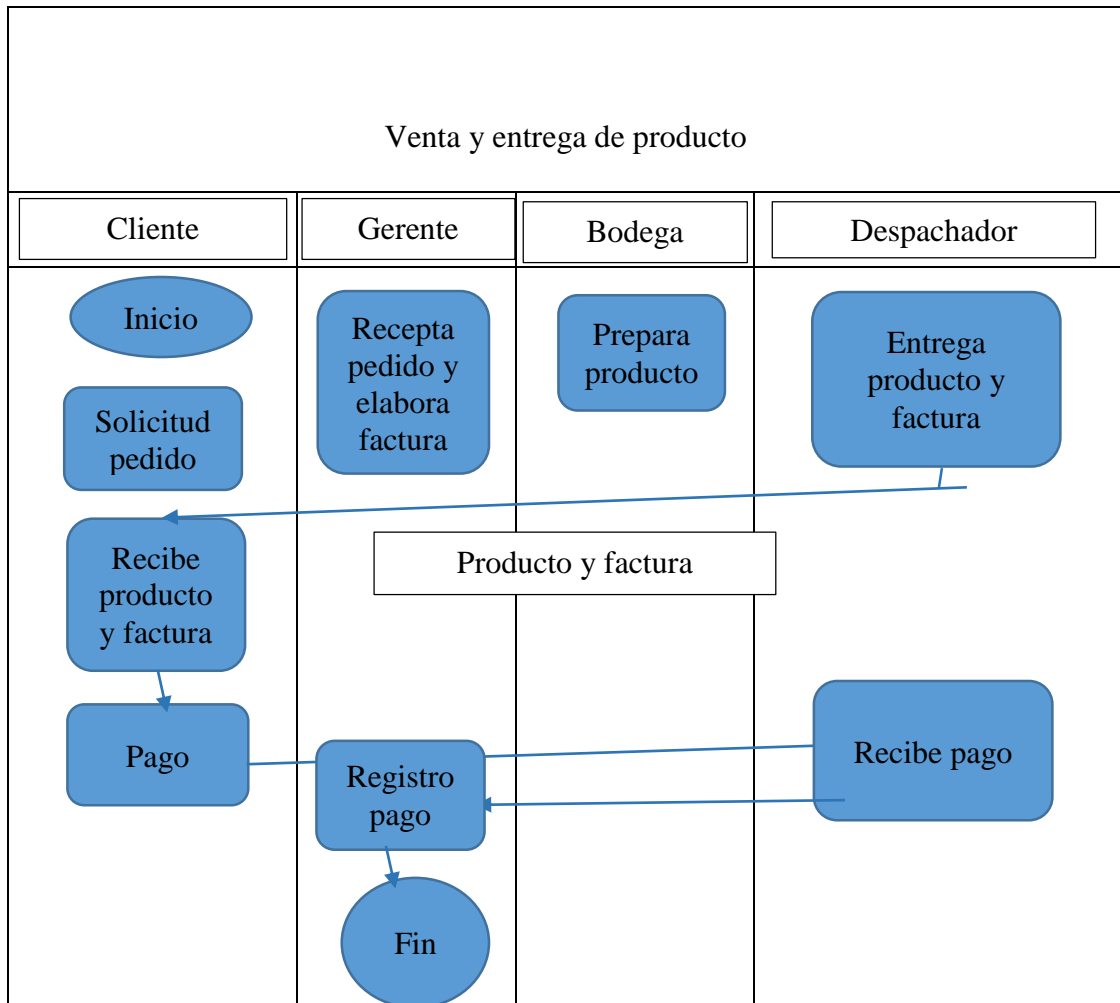 Venta y entrega de producto
Cliente
Gerente
Bodega
Despachador
Inicio
Recepta
pedido y
elabora
factura
Prepara
producto
Entrega
producto y
factura
Solicitud
pedido
Recibe
producto
y factura
Producto y factura
Pago
Registro
pago
Recibe pago
Fin